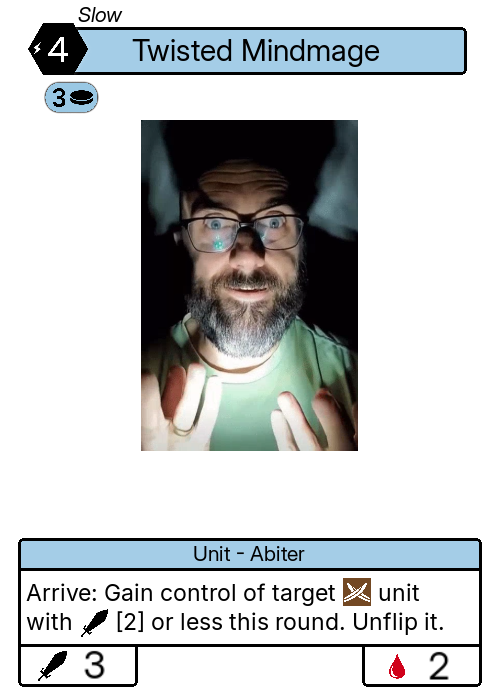 Slow
4 Twisted Mindmage
3
Unit - Abiter
Arrive: Gain control of target unit
with [2] or less this round. Unflip it.
3 2